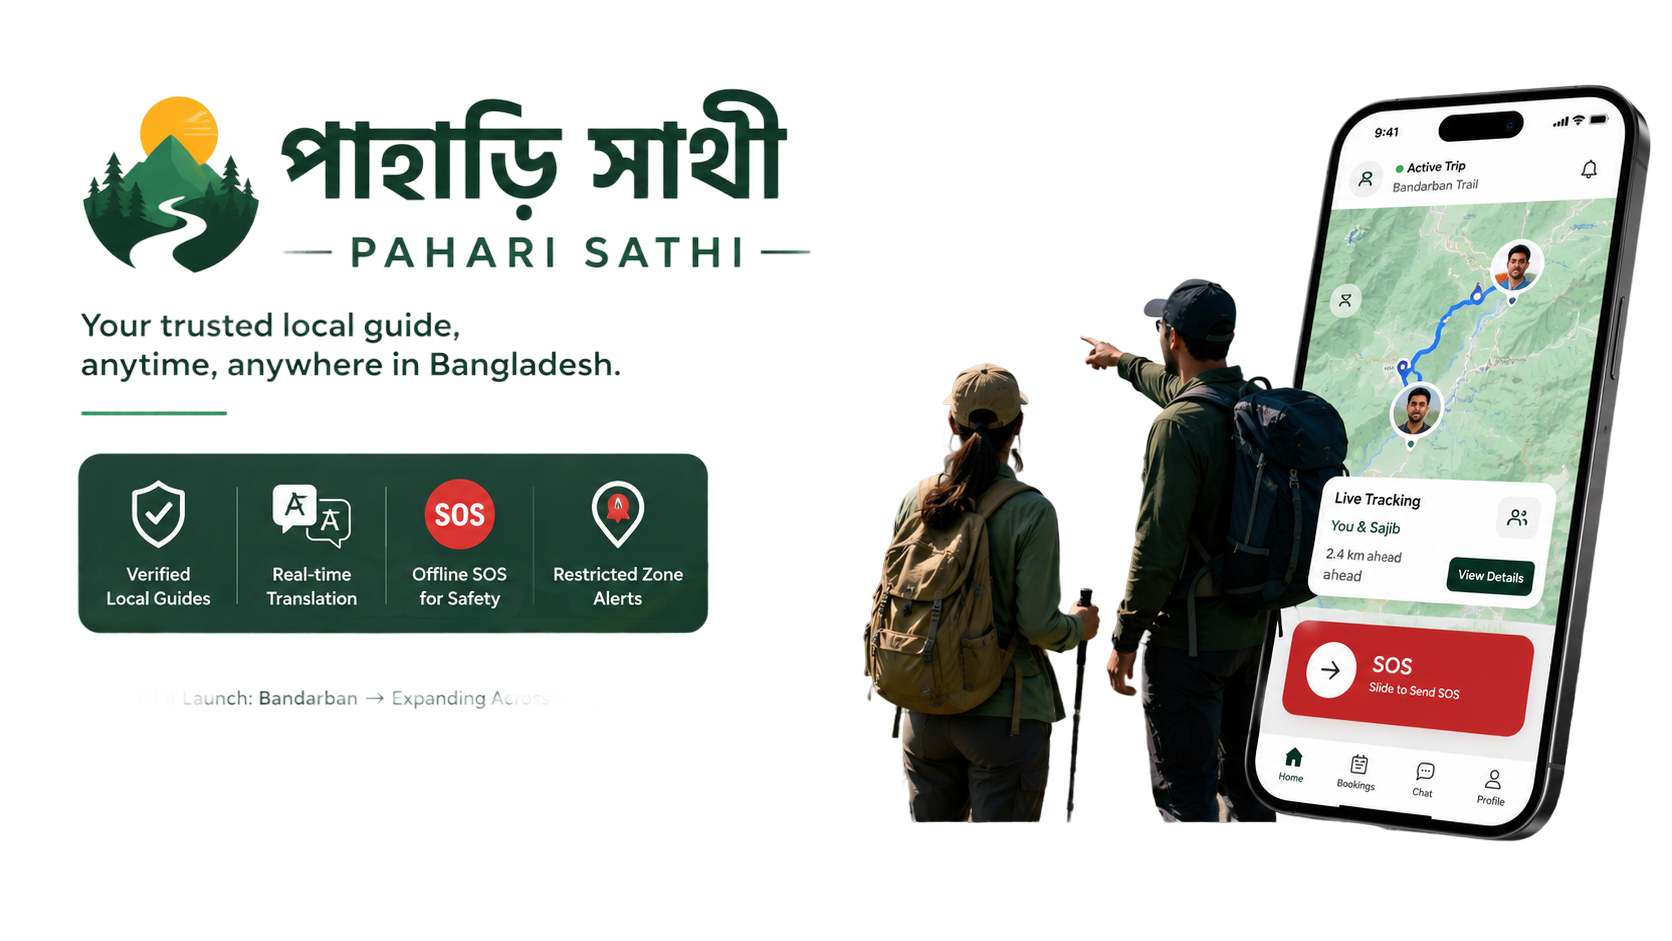 পাহাড়ি সাথী
PAHARI SATHI
Your trusted local guide,
anytime, anywhere in Bangladesh.
Verified
Local Guides
Real-time
Translation
SOS
Offline SOS
for Safety
Restricted Zone
Alerts
Launch: Bandarban → Expanding Across
9:41
Active Trip
Bandarban Trail
Live Tracking
You & Sajib
2.4 km ahead
ahead
View Details
SOS
Slide to Send SOS
Home
Bookings
Chat
Profile